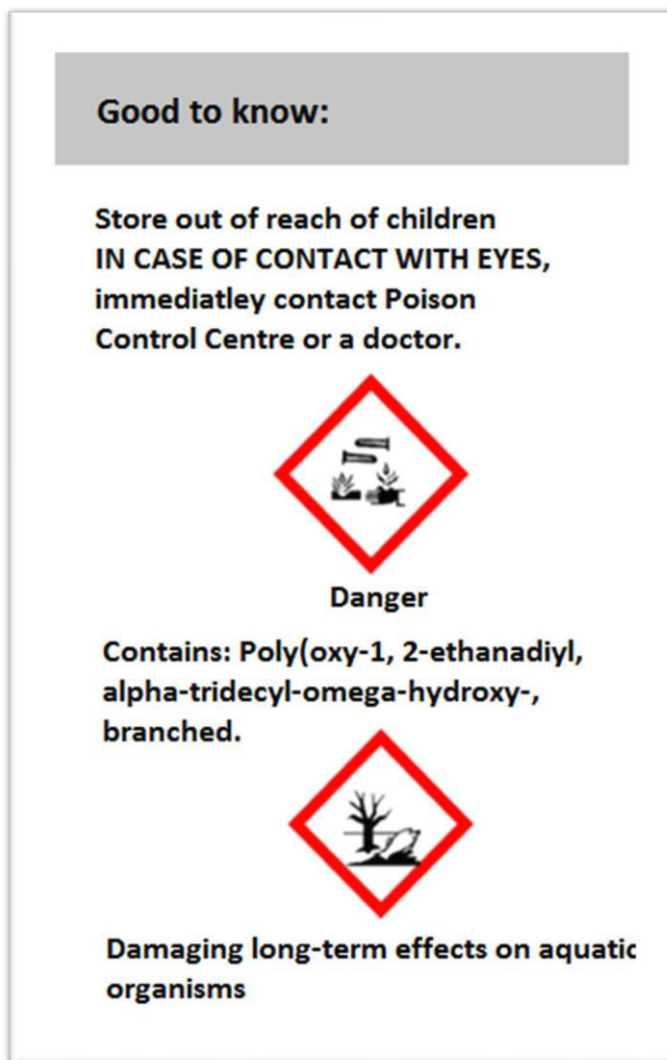 Good to know:
Store out of reach of children
IN CASE OF CONTACT WITH EYES,
immediatley contact Poison
Control Centre or a doctor.
Danger
Contains: Poly(oxy-1, 2-ethanadiyl,
alpha-tridecyl-omega-hydroxy-,
branched.
Damaging long-term effects on aquatic
organisms